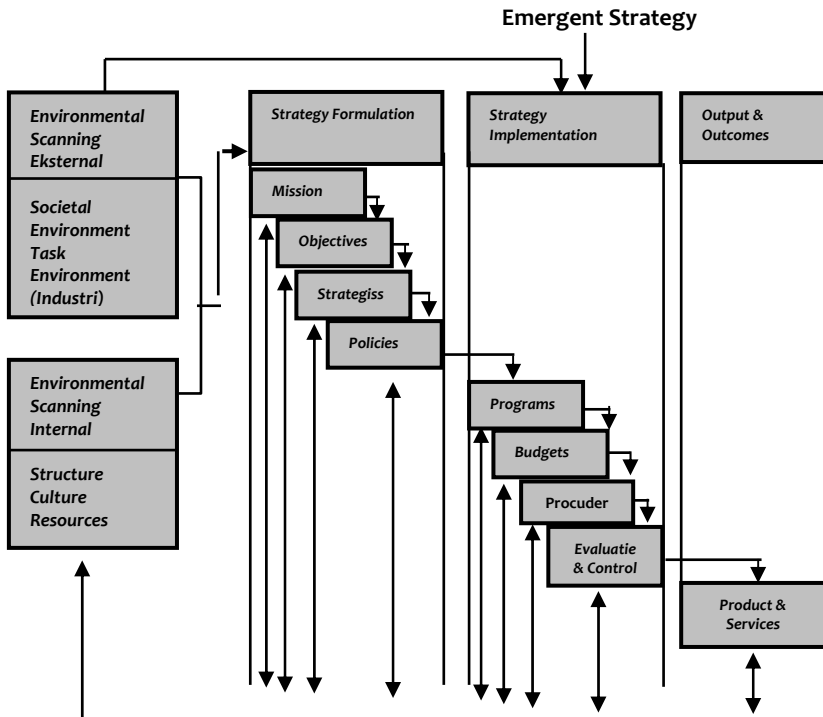 Emergent Strategy
Environmental
Scanning
Eksternal
Societal
Environment
Task
Environment
(Industri)
Environmental
Scanning
Internal
Structure
Culture
Resources
Strategy Formulation
Mission
Objectives
Strategiss
Policies
Strategy
Implementation
Programs
Budgets
Procuder
Evaluatie
& Control
Output &
Outcomes
Product &
Services